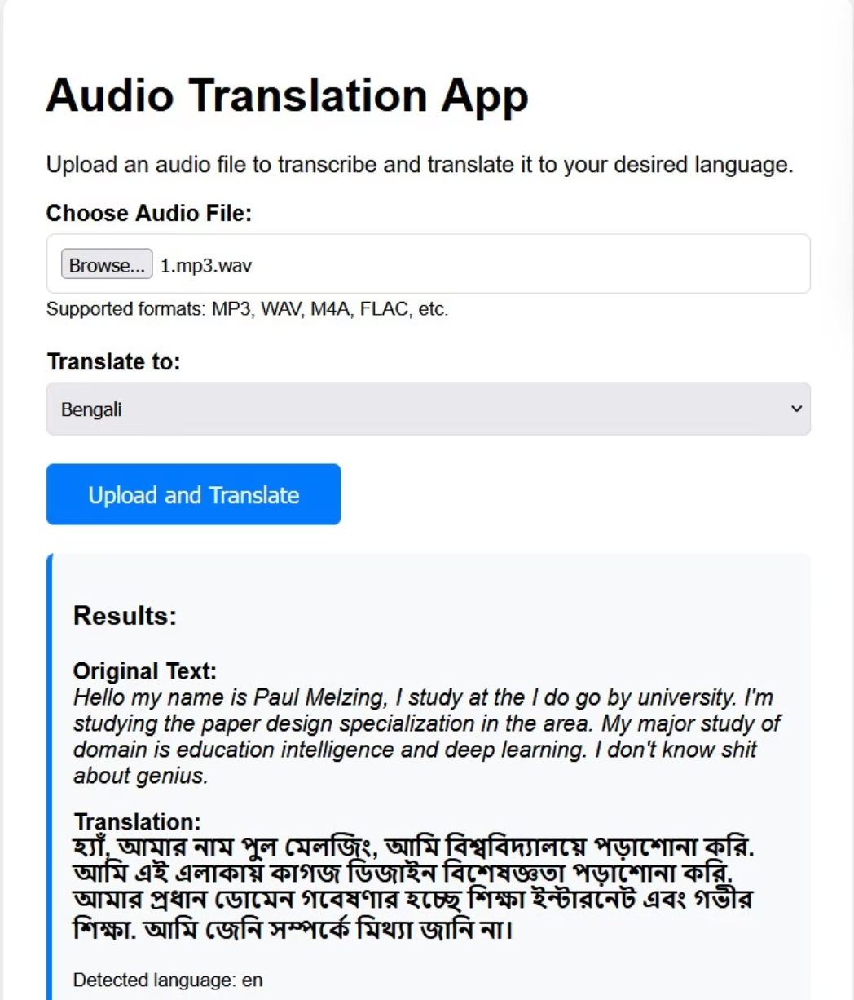 Audio Translation App
Upload an audio file to transcribe and translate it to your desired language.
Choose Audio File:
Browse... 1.mp3.wav
Supported formats: MP3, WAV, M4A, FLAC, etc.
Translate to:
Bengali
Upload and Translate
Results:
Original Text:
Hello my name is Paul Melzing, I study at the I do go by university. I'm
studying the paper design specialization in the area. My major study of
domain is education intelligence and deep learning. I don't know shit
about genius.
Translation:
হ্যাঁ, আমার নাম পুল মেলজিং, আমি বিশ্ববিদ্যালয়ে পড়াশোনা করি.
আমি এই এলাকায় কাগজ ডিজাইন বিশেষজ্ঞতা পড়াশোনা করি.
আমার প্রধান ডোমেন গবেষণার হচ্ছে শিক্ষা ইন্টারনেট এবং গভীর
শিক্ষা. আমি জেনি সম্পর্কে মিথ্যা জানি না।
Detected language: en